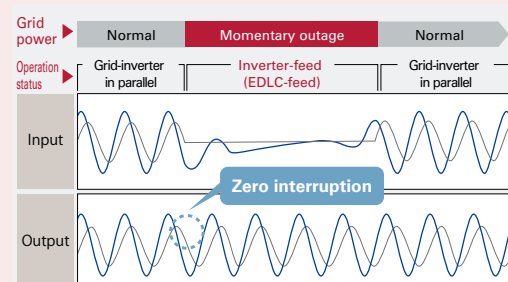 Grid
power
Normal
Momentary outage
Normal
Operation
status
Grid-inverter
in parallel
Inverter-feed
(EDLC-feed)
Grid-inverter
in parallel
Input
Zero interruption
Output